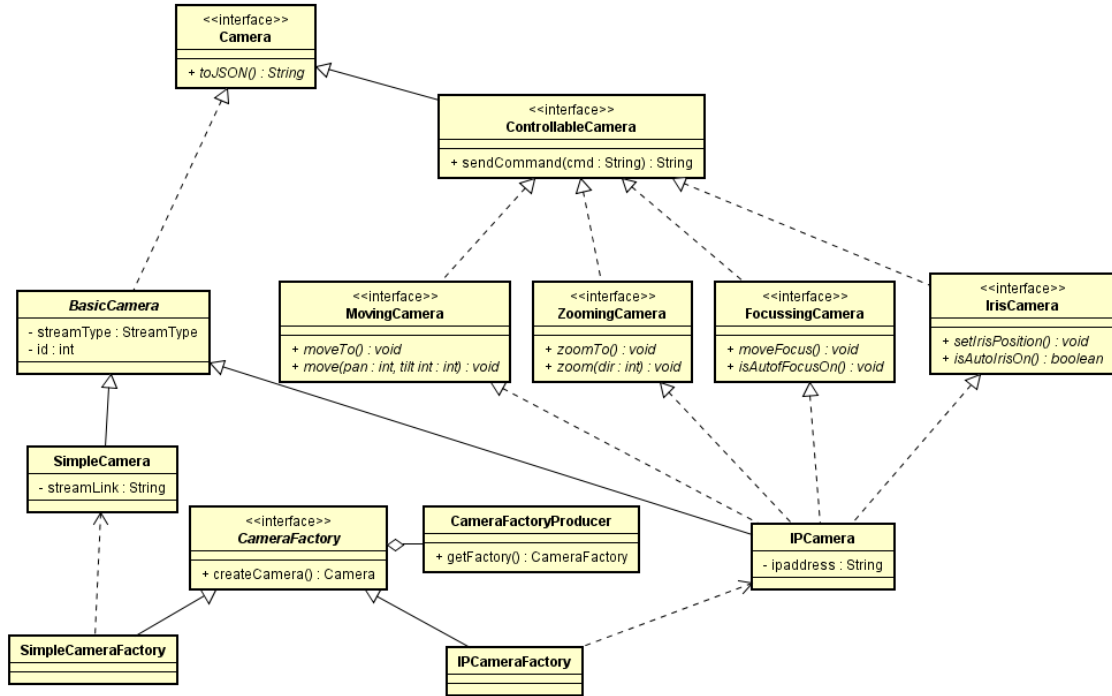 <<interface>>
Camera
+ toJSON() : String
<<interface>>
ControllableCamera
+ sendCommand(cmd : String) : String
BasicCamera
- streamType : StreamType
- id : int
<<interface>>
MovingCamera
+ moveTo() : void
+ move(pan : int, tilt int : int) : void
<<interface>>
ZoomingCamera
+ zoomTo() : void
+ zoom(dir : int) : void
<<interface>>
FocussingCamera
+ moveFocus() : void
+ isAutofFocusOn() : void
<<interface>>
IrisCamera
+ setIrisPosition() : void
+ isAutoIrisOn() : boolean
SimpleCamera
- streamLink : String
<<interface>>
CameraFactory
+ createCamera() : Camera
CameraFactoryProducer
+ getFactory() : CameraFactory
IPCamera
- ipaddress : String
SimpleCameraFactory
IPCameraFactory